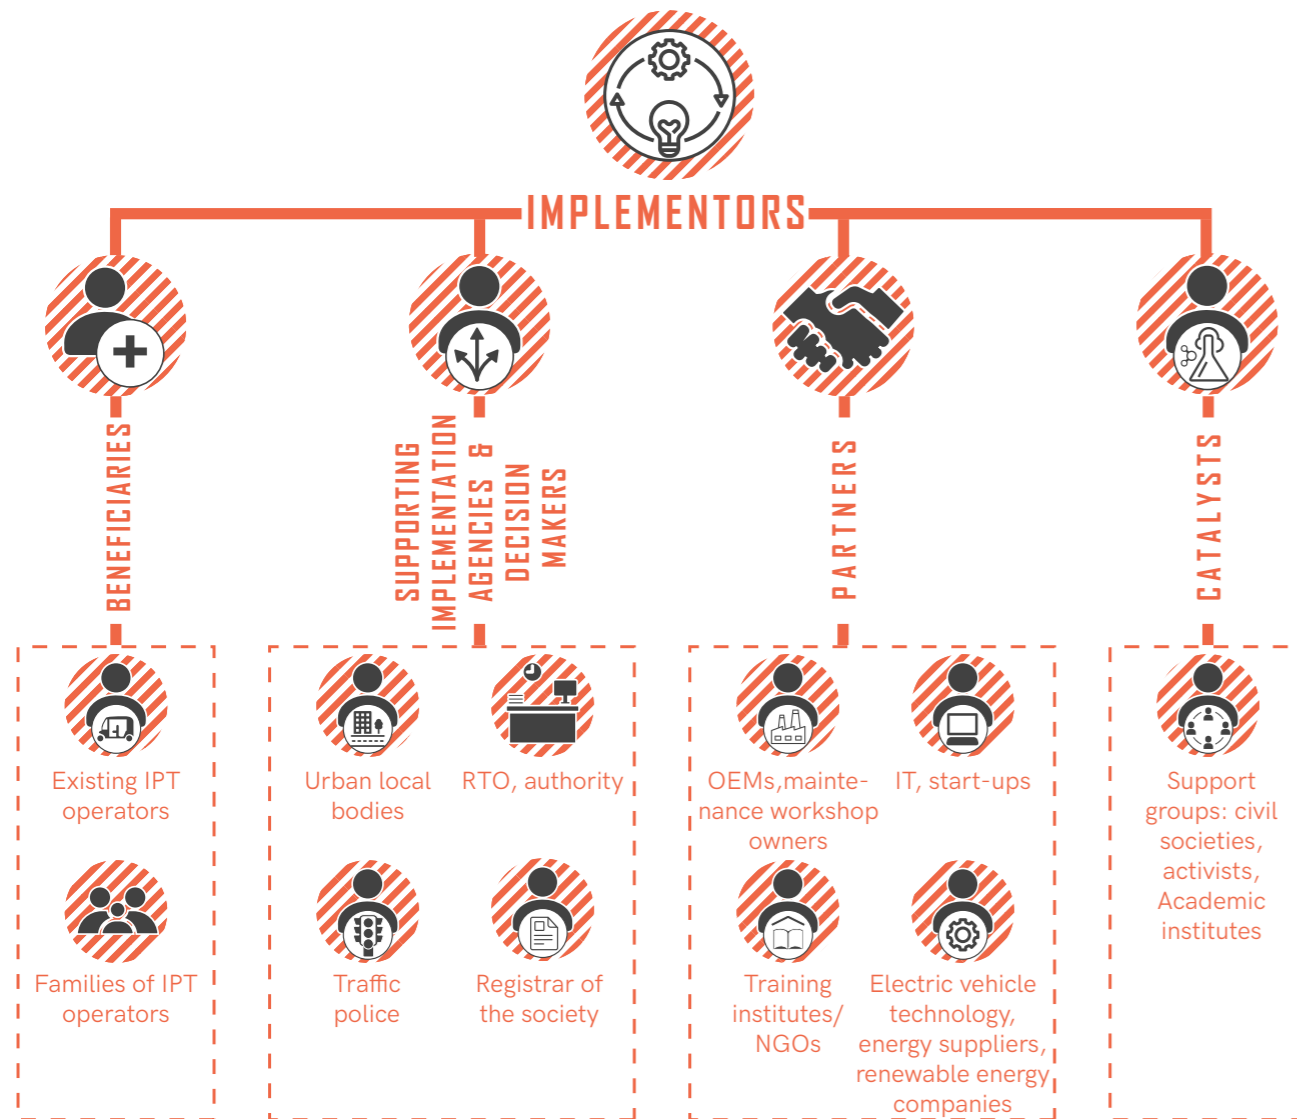 IMPLEMENTORS
BENEFICIARIES
SUPPORTING
IMPLEMENTATION
AGENCIES &
DECISION
MAKERS
PARTNERS
CATALYSTS
Existing IPT
operators
Families of IPT
operators
Urban local
bodies
RTO, authority
Traffic
police
Registrar of
the society
OEMs,mainte-
nance workshop
owners
IT, start-ups
Training
institutes/
NGOs
Electric vehicle
technology,
energy suppliers,
renewable energy
companies
Support
groups: civil
societies,
activists,
Academic
institutes